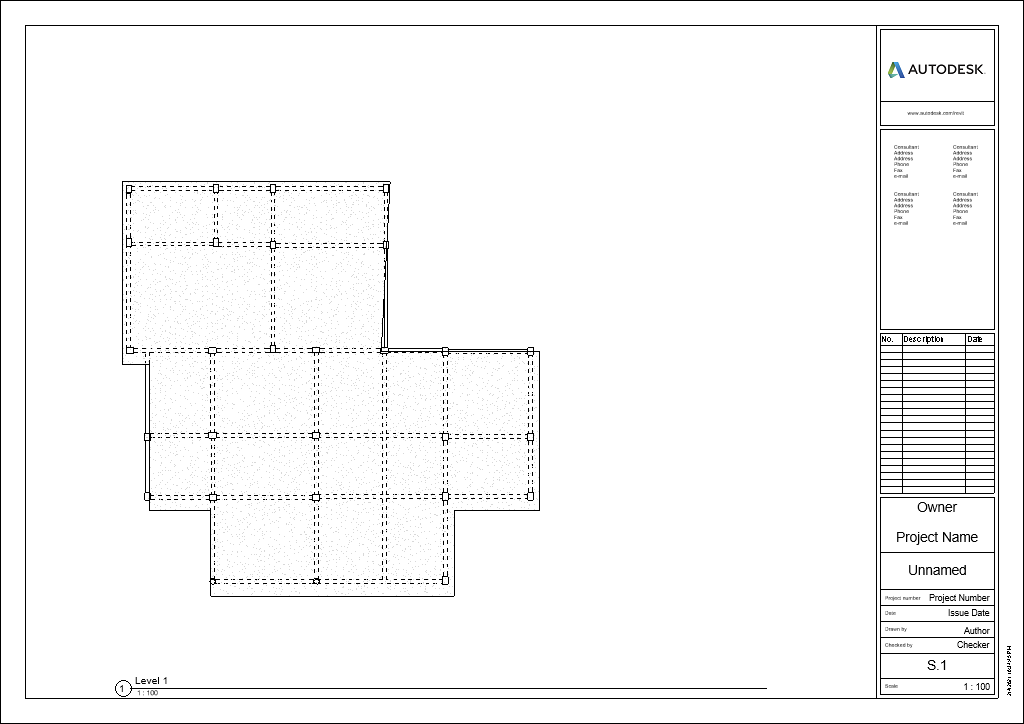 AUTODESK.
www.autodesk.com/revit
Consultant
Address
Address
Phone
Fax
e-mail
Consultant
Address
Address
Phone
Fax
e-mail
Consultant
Address
Address
Phone
Fax
e-mail
Consultant
Address
Address
Phone
Fax
e-mail
No. Description Date
Owner
Project Name
Unnamed
Project number Project Number
Date Issue Date
Drawn by Author
Checked by Checker
S.1
Scale 1 : 100
1 Level 1
1 : 100